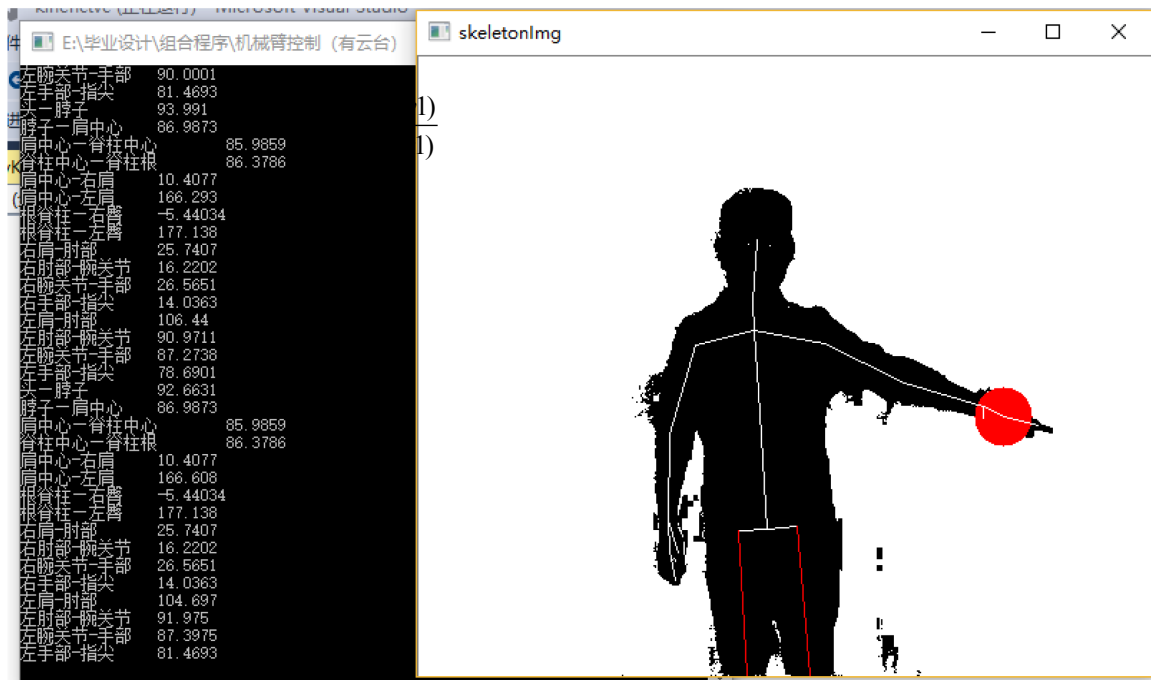 kinenctve (正在运行) - Microsoft Visual Studio
E:\毕业设计\组合程序\机械臂控制（有云台）
skeletonImg
件
进
左腕关节-手部 90.0001
左手部-指尖 81.4693
头－脖子 93.991
脖子－肩中心 86.9873
肩中心－脊柱中心 85.9859
脊柱中心－脊柱根 86.3786
肩中心-右肩 10.4077
肩中心-左肩 166.293
根脊柱－右臀 -5.44034
根脊柱－左臀 177.138
右肩-肘部 25.7407
右肘部-腕关节 16.2202
右腕关节-手部 26.5651
右手部-指尖 14.0363
左肩-肘部 106.44
左肘部-腕关节 90.9711
左腕关节-手部 87.2738
左手部-指尖 78.6901
头－脖子 92.6631
脖子－肩中心 86.9873
肩中心－脊柱中心 85.9859
脊柱中心－脊柱根 86.3786
肩中心-右肩 10.4077
肩中心-左肩 166.608
根脊柱－右臀 -5.44034
根脊柱－左臀 177.138
右肩-肘部 25.7407
右肘部-腕关节 16.2202
右腕关节-手部 26.5651
右手部-指尖 14.0363
左肩-肘部 104.697
左肘部-腕关节 91.975
左腕关节-手部 87.3975
左手部-指尖 81.4693
1)
1)